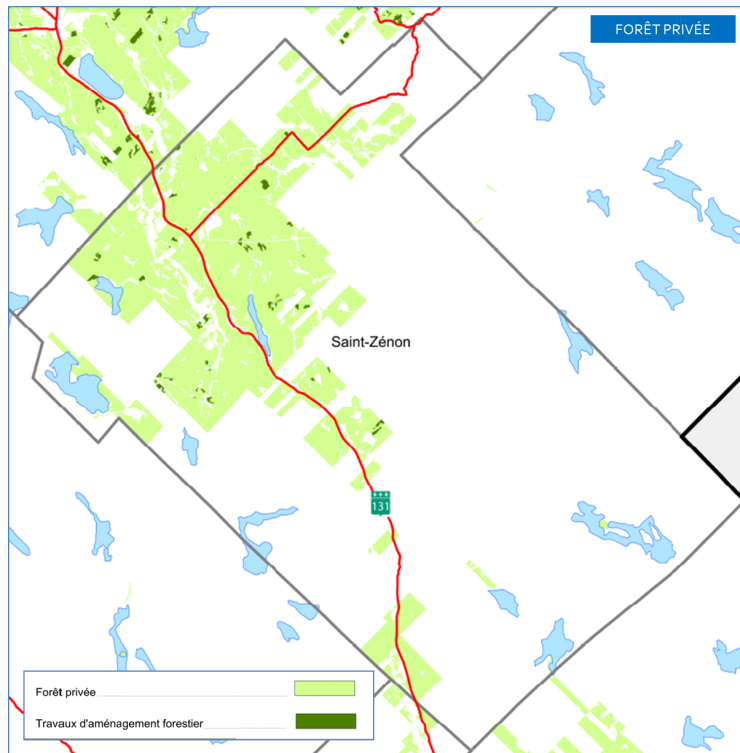 FORÊT PRIVÉE
Saint-Zénon
131
Forêt privée
Travaux d'aménagement forestier